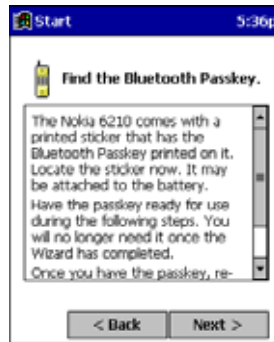 Start 5:36p
Find the Bluetooth Passkey.
The Nokia 6210 comes with a
printed sticker that has the
Bluetooth Passkey printed on it.
Locate the sticker now. It may
be attached to the battery.
Have the passkey ready for use
during the following steps. You
will no longer need it once the
Wizard has completed.
Once you have the passkey, re-
< Back Next >